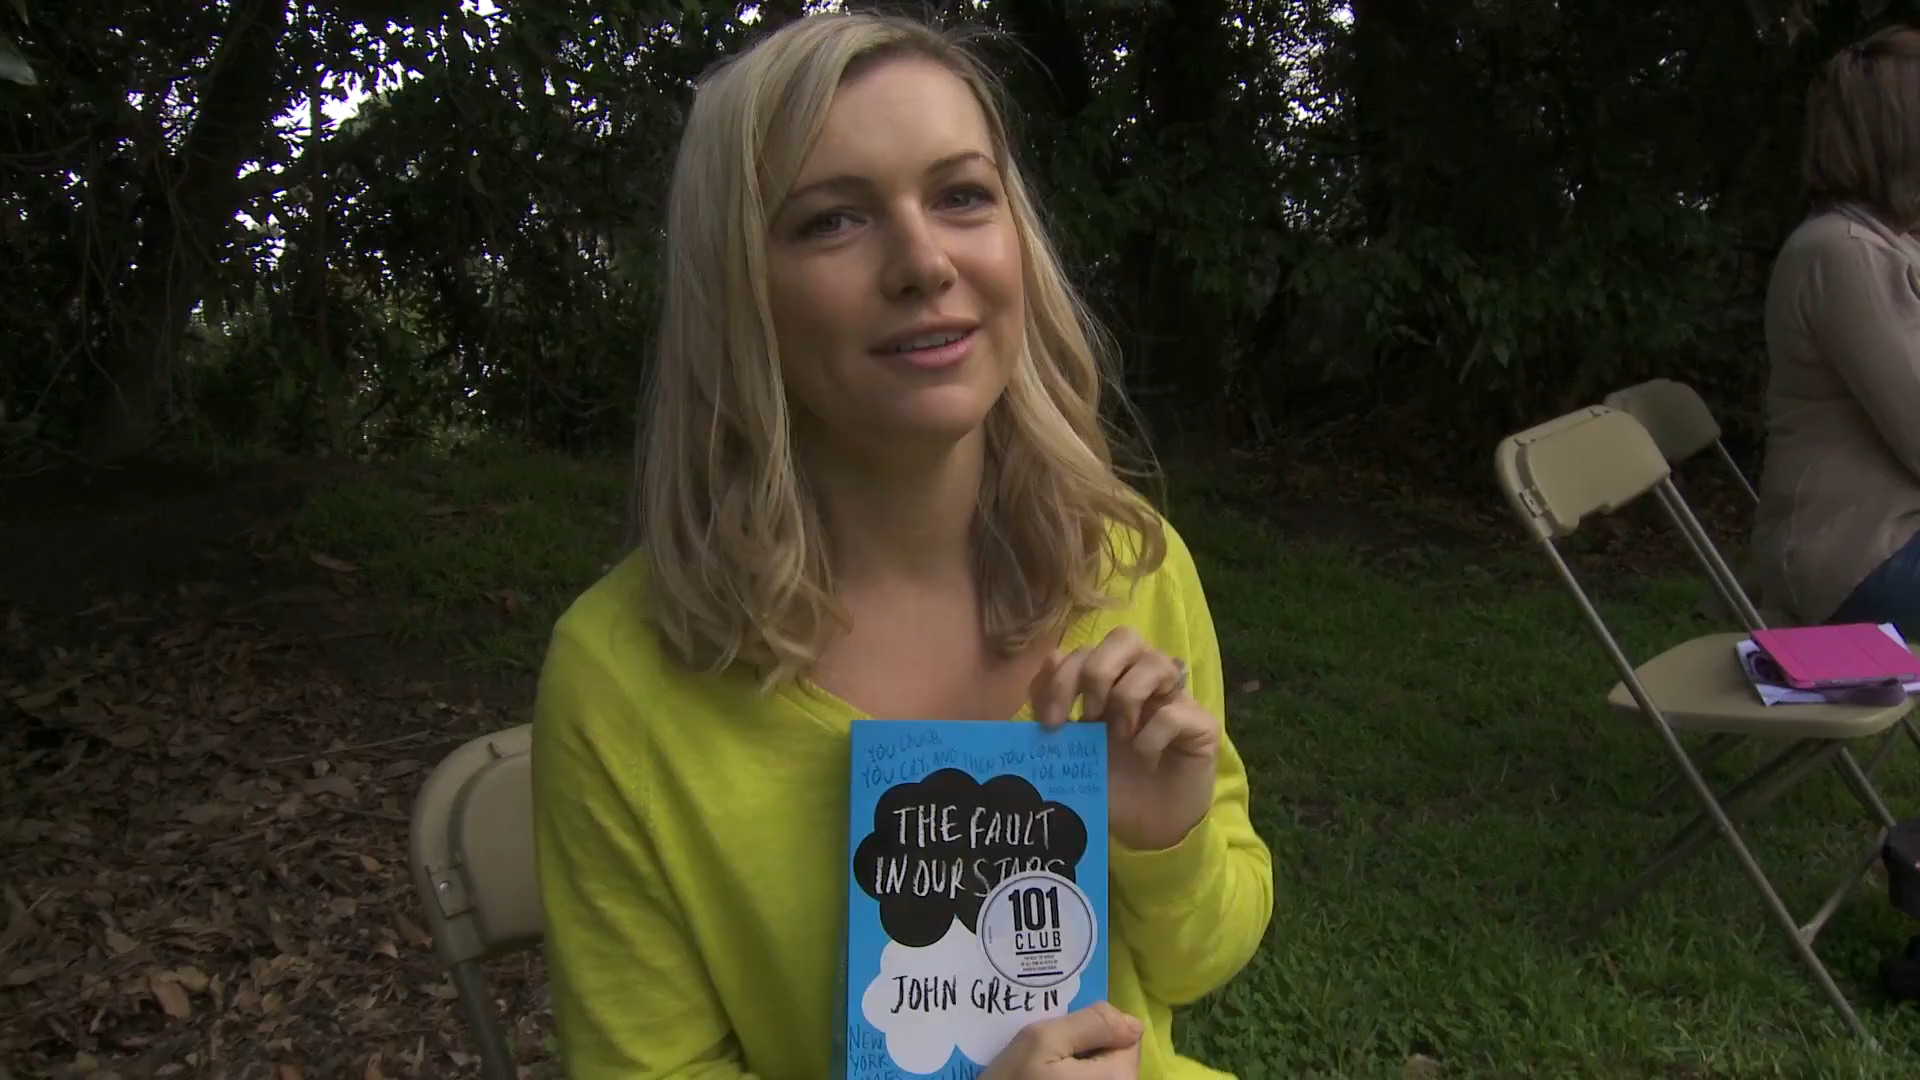 "YOU LAUGH,
YOU CRY, AND THEN YOU COME BACK
FOR MORE."
THE FAULT
IN OUR STARS
101
CLUB
JOHN GREEN
NEW
YORK